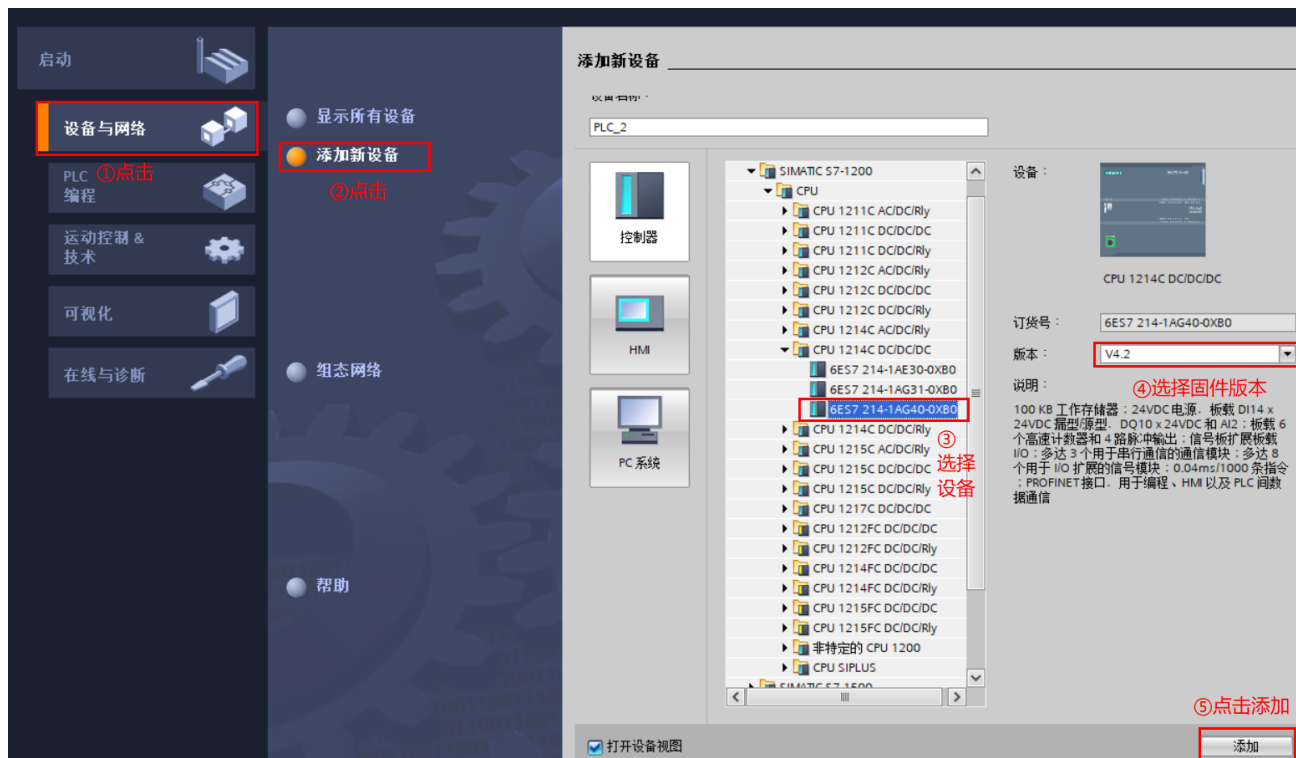 启动
设备与网络
PLC
编程
①点击
运动控制 &
技术
可视化
在线与诊断
显示所有设备
添加新设备
②点击
组态网络
帮助
添加新设备
设备名称：
PLC_2
控制器
HMI
PC 系统
SIMATIC S7-1200
CPU
CPU 1211C AC/DC/Rly
CPU 1211C DC/DC/DC
CPU 1211C DC/DC/Rly
CPU 1212C AC/DC/Rly
CPU 1212C DC/DC/DC
CPU 1212C DC/DC/Rly
CPU 1214C AC/DC/Rly
CPU 1214C DC/DC/DC
6ES7 214-1AE30-0XB0
6ES7 214-1AG31-0XB0
6ES7 214-1AG40-0XB0
CPU 1214C DC/DC/Rly
CPU 1215C AC/DC/Rly
CPU 1215C DC/DC/DC
CPU 1215C DC/DC/Rly
CPU 1217C DC/DC/DC
CPU 1212FC DC/DC/DC
CPU 1212FC DC/DC/Rly
CPU 1214FC DC/DC/DC
CPU 1214FC DC/DC/Rly
CPU 1215FC DC/DC/DC
CPU 1215FC DC/DC/Rly
非特定的 CPU 1200
CPU SIPLUS
SIMATIC S7-1500
③
选择
设备
设备：
CPU 1214C DC/DC/DC
订货号：
6ES7 214-1AG40-0XB0
版本：
V4.2
④选择固件版本
说明：
100 KB 工作存储器；24VDC 电源，板载 DI14 x
24VDC 漏型/源型，DQ10 x 24VDC 和 AI2；板载 6
个高速计数器和 4 路脉冲输出；信号板扩展板载
I/O；多达 3 个用于串行通信的通信模块；多达 8
个用于 I/O 扩展的信号模块；0.04ms/1000 条指令
；PROFINET 接口，用于编程、HMI 以及 PLC 间数
据通信
⑤点击添加
打开设备视图
添加